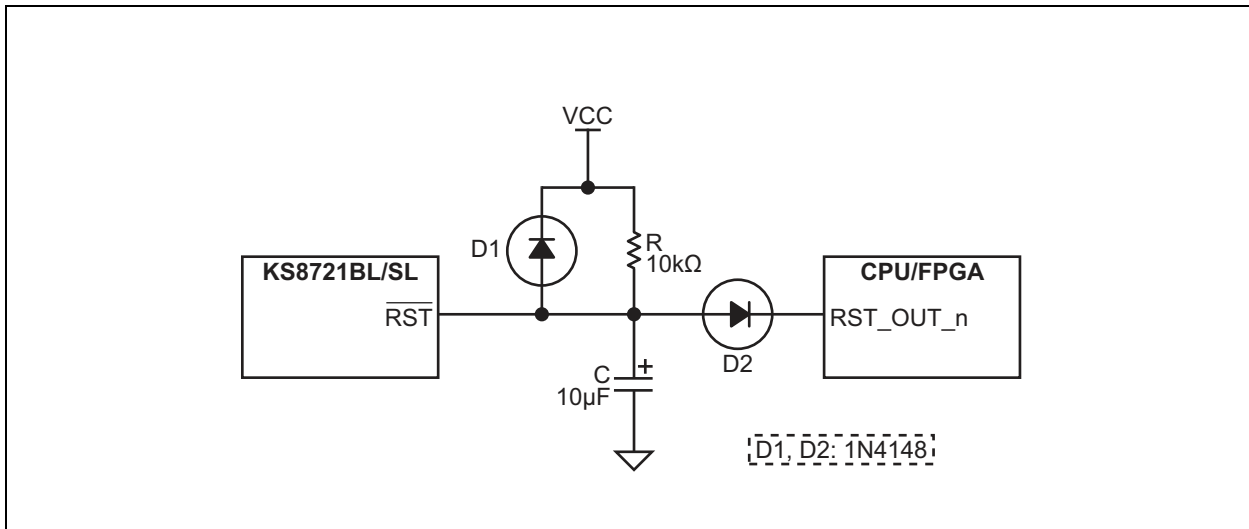 VCC
D1
R
10kΩ
KS8721BL/SL
RST
CPU/FPGA
RST_OUT_n
D2
C
10µF
+
D1, D2: 1N4148